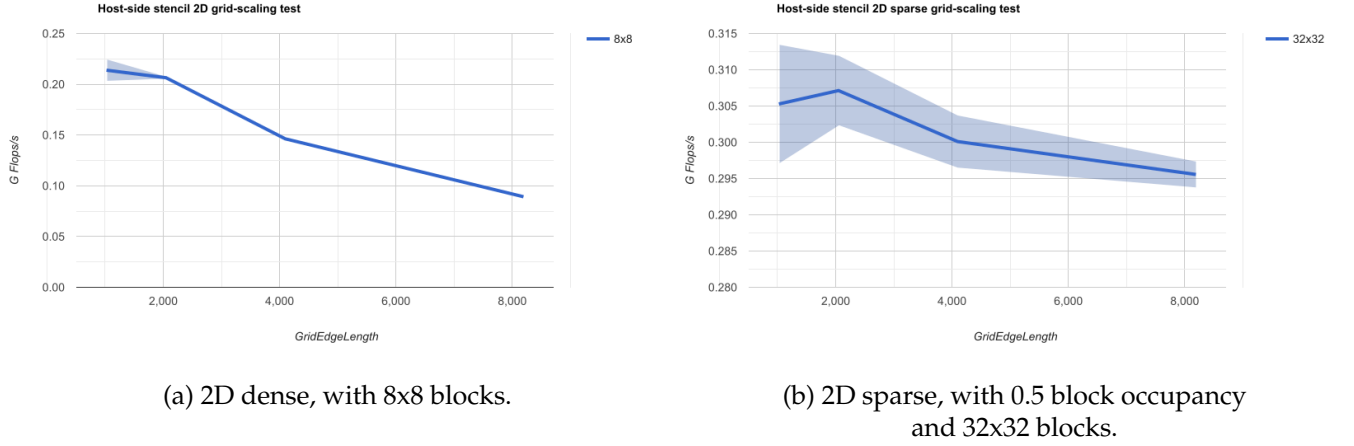 Host-side stencil 2D grid-scaling test
0.25
0.20
0.15
0.10
0.05
0.00
G Flops/s
2,000
4,000
6,000
8,000
GridEdgeLength
8x8
(a) 2D dense, with 8x8 blocks.
Host-side stencil 2D sparse grid-scaling test
0.315
0.310
0.305
0.300
0.295
0.290
0.285
0.280
G Flops/s
2,000
4,000
6,000
8,000
GridEdgeLength
32x32
(b) 2D sparse, with 0.5 block occupancy
and 32x32 blocks.